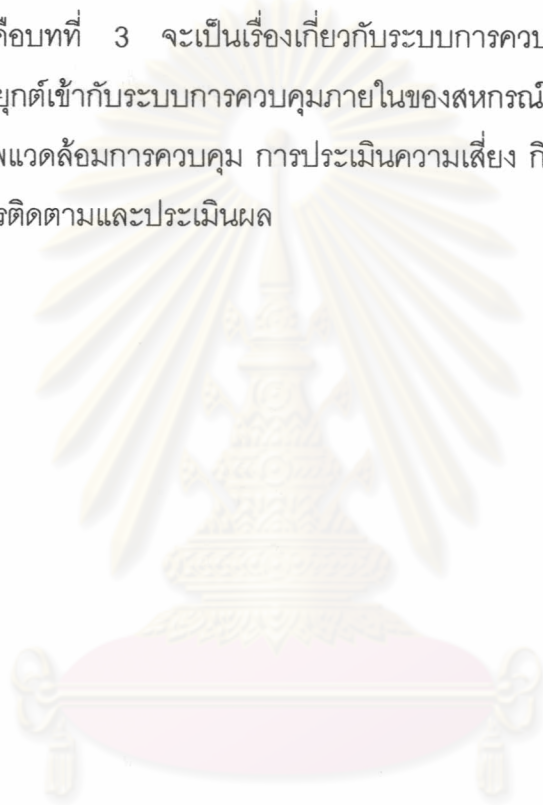 คือบทที่ 3 จะเป็นเรื่องเกี่ยวกับระบบการควบ
ยุกต์เข้ากับระบบการควบคุมภายในของสหกรณ์
พแวดล้อมการควบคุม การประเมินความเสี่ยง กิ
รติดตามและประเมินผล